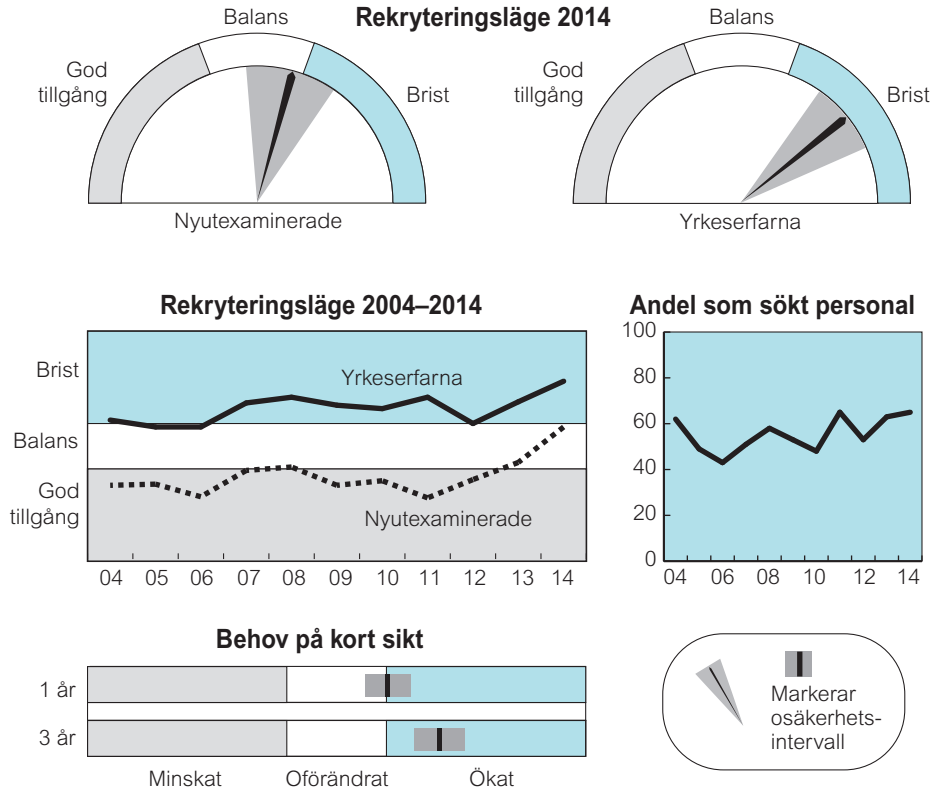 Rekryteringsläge 2014
Balans
God
tillgång
Brist
Nyutexaminerade
Balans
God
tillgång
Brist
Yrkeserfarna
Rekryteringsläge 2004–2014
Brist
Balans
God
tillgång
Yrkeserfarna
Nyutexaminerade
04 05 06 07 08 09 10 11 12 13 14
Andel som sökt personal
100
80
60
40
20
0
04 06 08 10 12 14
Behov på kort sikt
1 år
3 år
Minskat Oförändrat Ökat
Markerar
osäkerhets-
intervall